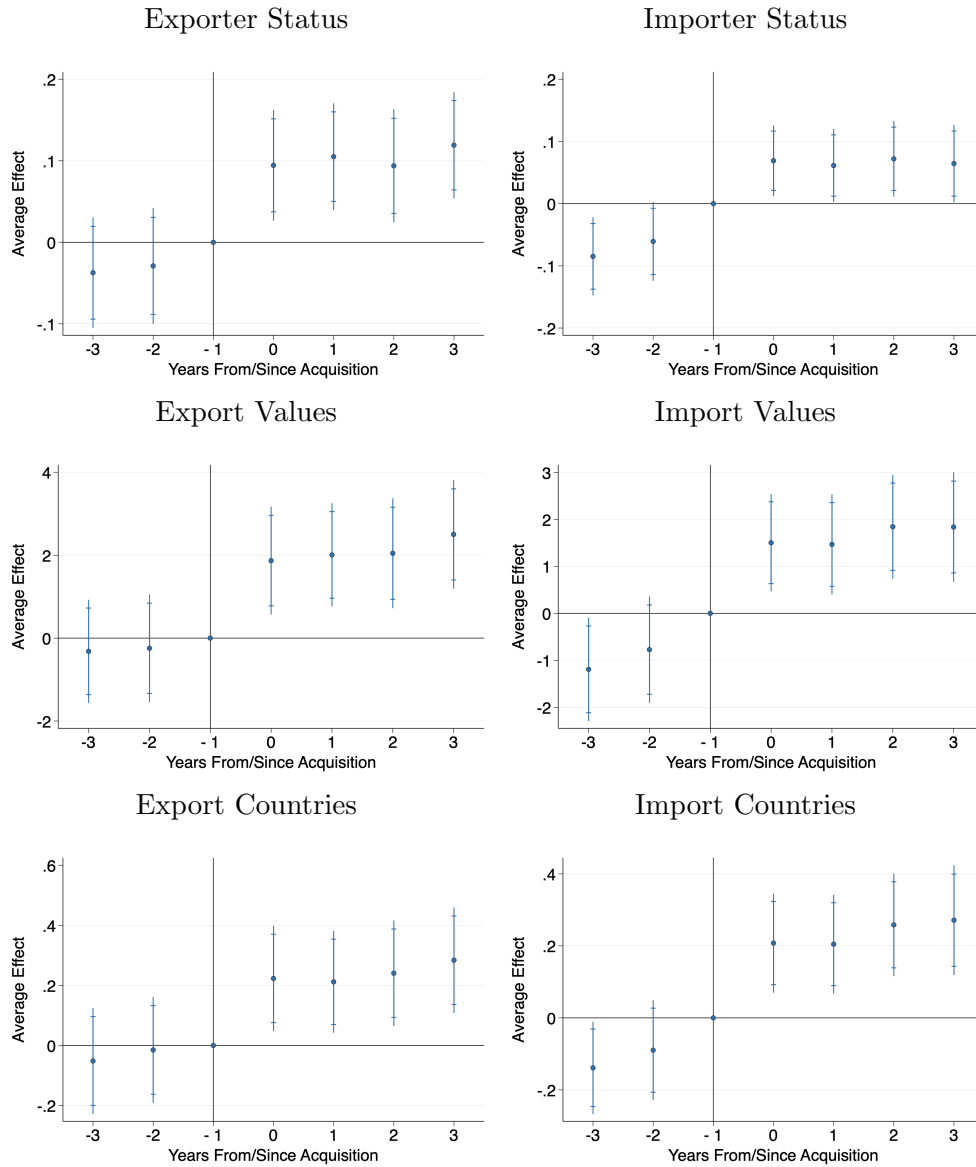 Exporter Status
.2
.1
0
-.1
Average Effect
-3 -2 - 1 0 1 2 3
Years From/Since Acquisition
Importer Status
.2
.1
0
-.1
-.2
Average Effect
-3 -2 - 1 0 1 2 3
Years From/Since Acquisition
Export Values
4
2
0
-2
Average Effect
-3 -2 - 1 0 1 2 3
Years From/Since Acquisition
Import Values
3
2
1
0
-1
-2
Average Effect
-3 -2 - 1 0 1 2 3
Years From/Since Acquisition
Export Countries
.6
.4
.2
0
-.2
Average Effect
-3 -2 - 1 0 1 2 3
Years From/Since Acquisition
Import Countries
.4
.2
0
-.2
Average Effect
-3 -2 - 1 0 1 2 3
Years From/Since Acquisition